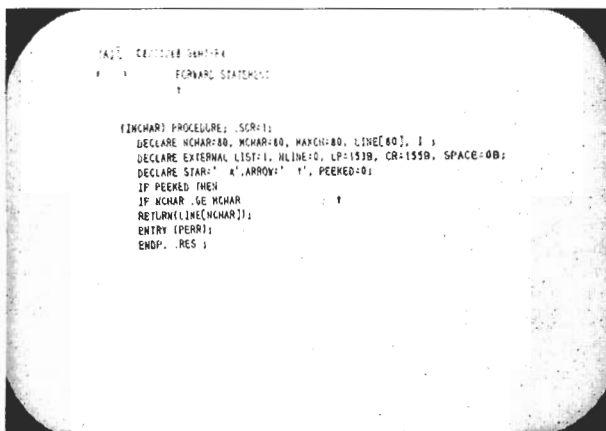 FORWARD STATEMENT
(INCHAR) PROCEDURE; .SCR=1;
DECLARE NCHAR=80, MCHAR=80, MAXCH=80, LINE[80], I ;
DECLARE EXTERNAL LIST=1, NLINE=0, LP=153B, CR=155B, SPACE=0B;
DECLARE STAR=' *',ARROW=' ↑', PEEKED=0;
IF PEEKED THEN
IF NCHAR .GE MCHAR ↑
RETURN(LINE[NCHAR]);
ENTRY (PERR);
ENDP. .RES ;